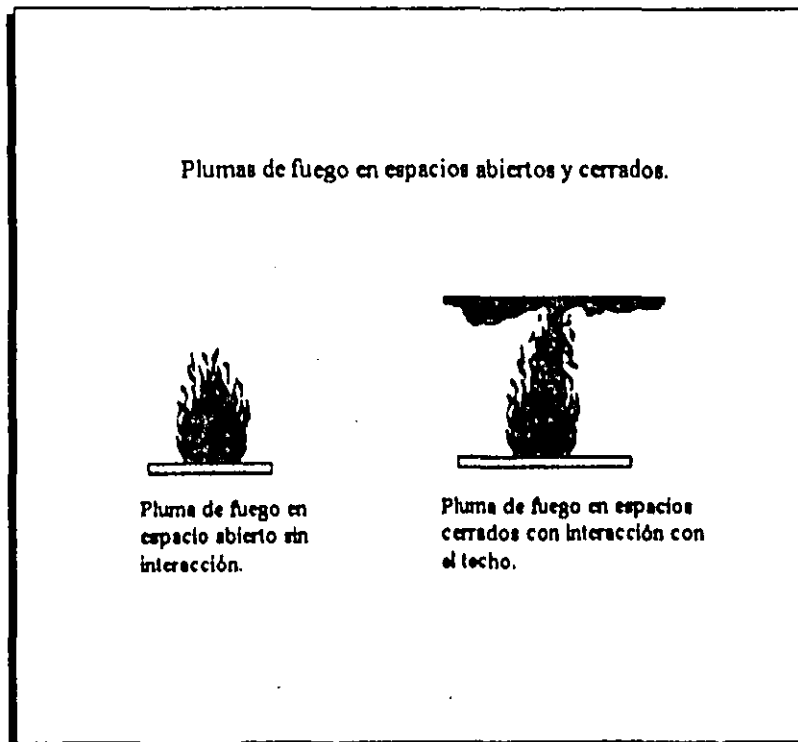 Plumas de fuego en espacios abiertos y cerrados.
Pluma de fuego en
espacio abierto sin
interacción.
Pluma de fuego en espacios
cerrados con interacción con
el techo.